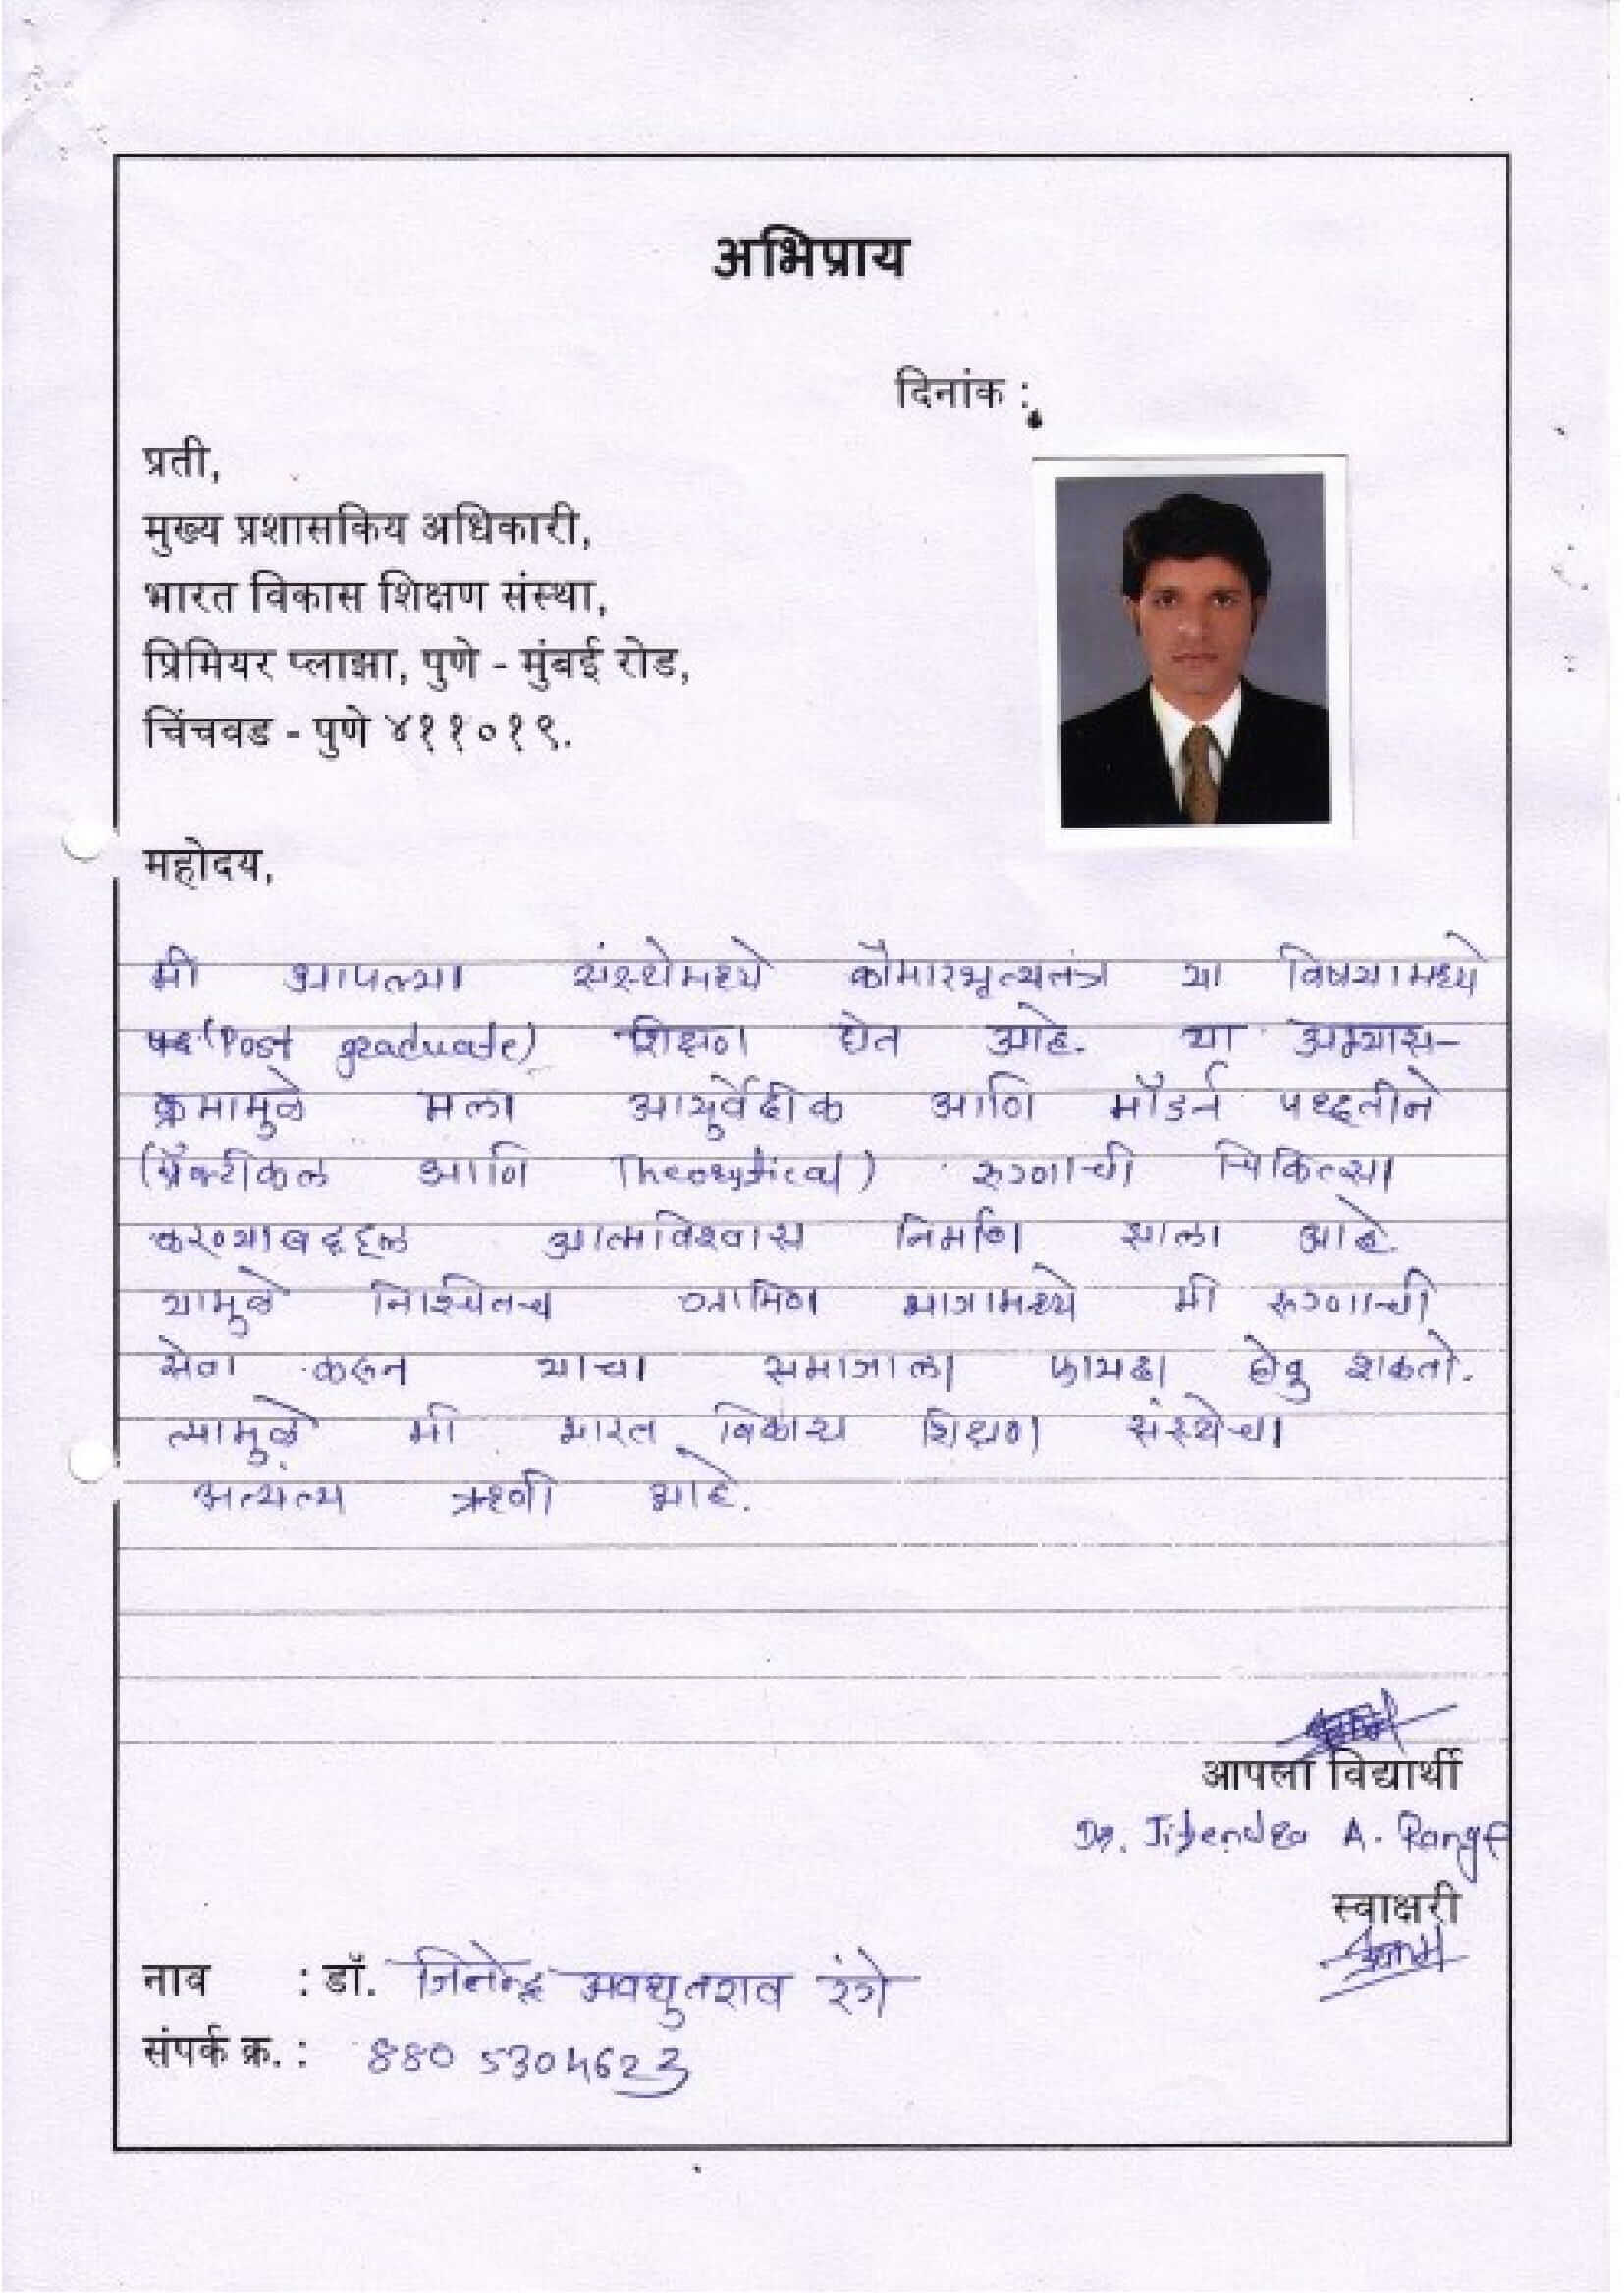 अभिप्राय
दिनांक :
प्रती,
मुख्य प्रशासकिय अधिकारी,
भारत विकास शिक्षण संस्था,
प्रिमियर प्लाझा, पुणे - मुंबई रोड,
चिंचवड - पुणे ४११०१९.
महोदय,
मी आपल्या संस्थेमध्ये कौमारभृत्यतंत्र या विषयामध्ये
(Post graduate) शिक्षण घेत आहे. या अभ्यास-
क्रमामुळे मला आयुर्वेदीक आणि मॉडर्न पध्दतीने
(प्रॅक्टीकल आणि Theorytical) रुग्णाची चिकित्सा
करण्याबद्दल आत्मविश्वास निर्माण झाला आहे.
यामुळे निश्चितच ग्रामिण भागामध्ये मी रुग्णाची
सेवा करून याचा समाजाला फायदा होवु शकतो.
त्यामुळे मी भारत विकास शिक्षण संस्थेचा
अत्यत्य ऋणी आहे.
आपला विद्यार्थी
Dr. Jitendra A. Range
स्वाक्षरी
नाव : डॉ. जितेन्द्र अवधुतराव रंगे
संपर्क क्र. : 880 5304623